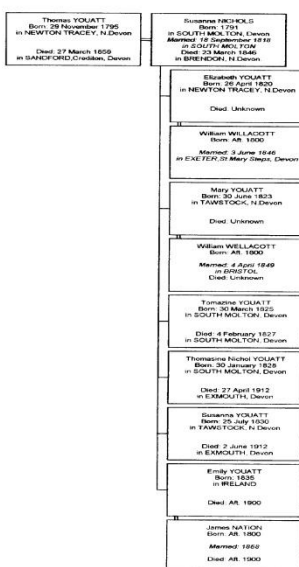 Thomas YOUATT
Born: 29 November 1795
in NEWTON TRACEY, N.Devon
Died: 27 March 1859
in SANDFORD,Crediton, Devon
Susanna NICHOLS
Born: 1791
in SOUTH MOLTON, Devon
Married: 18 September 1818
in SOUTH MOLTON
Died: 23 March 1846
in BRENDON, N.Devon
Elizabeth YOUATT
Born: 26 April 1820
in NEWTON TRACEY, N.Devon
Died: Unknown
William WILLACOTT
Born: Aft. 1800
Married: 3 June 1846
in EXETER,St Mary Steps, Devon
Mary YOUATT
Born: 30 June 1823
in TAWSTOCK, N.Devon
Died: Unknown
William WELLACOTT
Born: Aft. 1800
Married: 4 April 1849
in BRISTOL
Died: Unknown
Tomazine YOUATT
Born: 30 March 1825
in SOUTH MOLTON, Devon
Died: 4 February 1827
in SOUTH MOLTON, Devon
Thomasine Nichol YOUATT
Born: 30 January 1828
in SOUTH MOLTON, Devon
Died: 27 April 1912
in EXMOUTH, Devon
Susanna YOUATT
Born: 25 July 1830
in TAWSTOCK, N.Devon
Died: 2 June 1912
in EXMOUTH, Devon
Emily YOUATT
Born: 1835
in IRELAND
Died: Aft. 1900
James NATION
Born: Aft. 1800
Married: 1868
Died: Aft. 1900